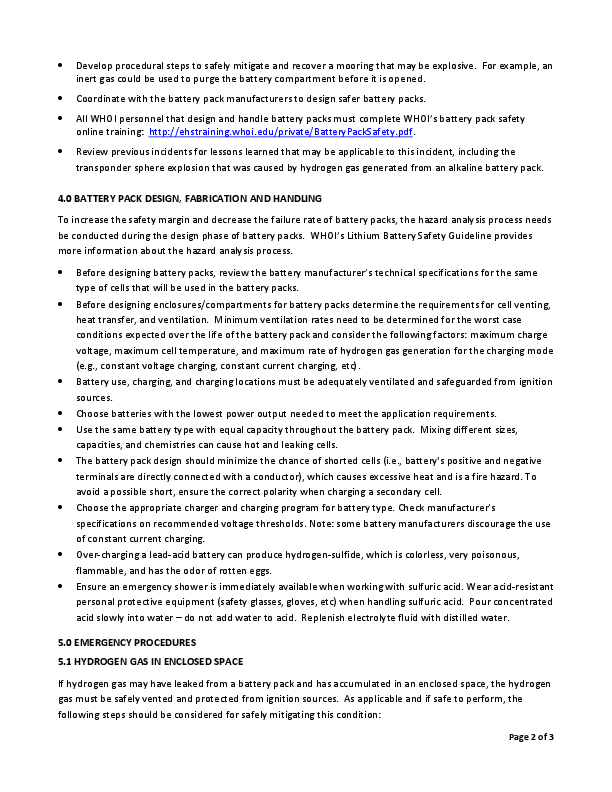 • Develop procedural steps to safely mitigate and recover a mooring that may be explosive. For example, an
inert gas could be used to purge the battery compartment before it is opened.
• Coordinate with the battery pack manufacturers to design safer battery packs.
• All WHOI personnel that design and handle battery packs must complete WHOI's battery pack safety
online training: http://ehstraining.whoi.edu/private/BatteryPackSafety.pdf.
• Review previous incidents for lessons learned that may be applicable to this incident, including the
transponder sphere explosion that was caused by hydrogen gas generated from an alkaline battery pack.
4.0 BATTERY PACK DESIGN, FABRICATION AND HANDLING
To increase the safety margin and decrease the failure rate of battery packs, the hazard analysis process needs
be conducted during the design phase of battery packs. WHOI's Lithium Battery Safety Guideline provides
more information about the hazard analysis process.
• Before designing battery packs, review the battery manufacturer's technical specifications for the same
type of cells that will be used in the battery packs.
• Before designing enclosures/compartments for battery packs determine the requirements for cell venting,
heat transfer, and ventilation. Minimum ventilation rates need to be determined for the worst case
conditions expected over the life of the battery pack and consider the following factors: maximum charge
voltage, maximum cell temperature, and maximum rate of hydrogen gas generation for the charging mode
(e.g., constant voltage charging, constant current charging, etc).
• Battery use, charging, and charging locations must be adequately ventilated and safeguarded from ignition
sources.
• Choose batteries with the lowest power output needed to meet the application requirements.
• Use the same battery type with equal capacity throughout the battery pack. Mixing different sizes,
capacities, and chemistries can cause hot and leaking cells.
• The battery pack design should minimize the chance of shorted cells (i.e., battery's positive and negative
terminals are directly connected with a conductor), which causes excessive heat and is a fire hazard. To
avoid a possible short, ensure the correct polarity when charging a secondary cell.
• Choose the appropriate charger and charging program for battery type. Check manufacturer's
specifications on recommended voltage thresholds. Note: some battery manufacturers discourage the use
of constant current charging.
• Over-charging a lead-acid battery can produce hydrogen-sulfide, which is colorless, very poisonous,
flammable, and has the odor of rotten eggs.
• Ensure an emergency shower is immediately available when working with sulfuric acid. Wear acid-resistant
personal protective equipment (safety glasses, gloves, etc) when handling sulfuric acid. Pour concentrated
acid slowly into water – do not add water to acid. Replenish electrolyte fluid with distilled water.
5.0 EMERGENCY PROCEDURES
5.1 HYDROGEN GAS IN ENCLOSED SPACE
If hydrogen gas may have leaked from a battery pack and has accumulated in an enclosed space, the hydrogen
gas must be safely vented and protected from ignition sources. As applicable and if safe to perform, the
following steps should be considered for safely mitigating this condition:
Page 2 of 3